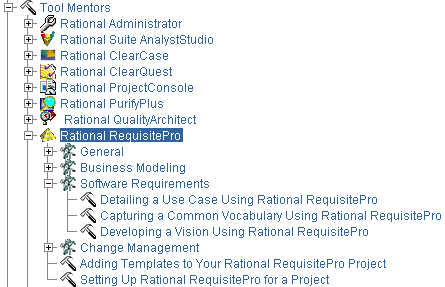 Tool Mentors
Rational Administrator
Rational Suite AnalystStudio
Rational ClearCase
Rational ClearQuest
Rational ProjectConsole
Rational PurifyPlus
Rational QualityArchitect
Rational RequisitePro
General
Business Modeling
Software Requirements
Detailing a Use Case Using Rational RequisitePro
Capturing a Common Vocabulary Using Rational RequisitePro
Developing a Vision Using Rational RequisitePro
Change Management
Adding Templates to Your Rational RequisitePro Project
Setting Up Rational RequisitePro for a Project